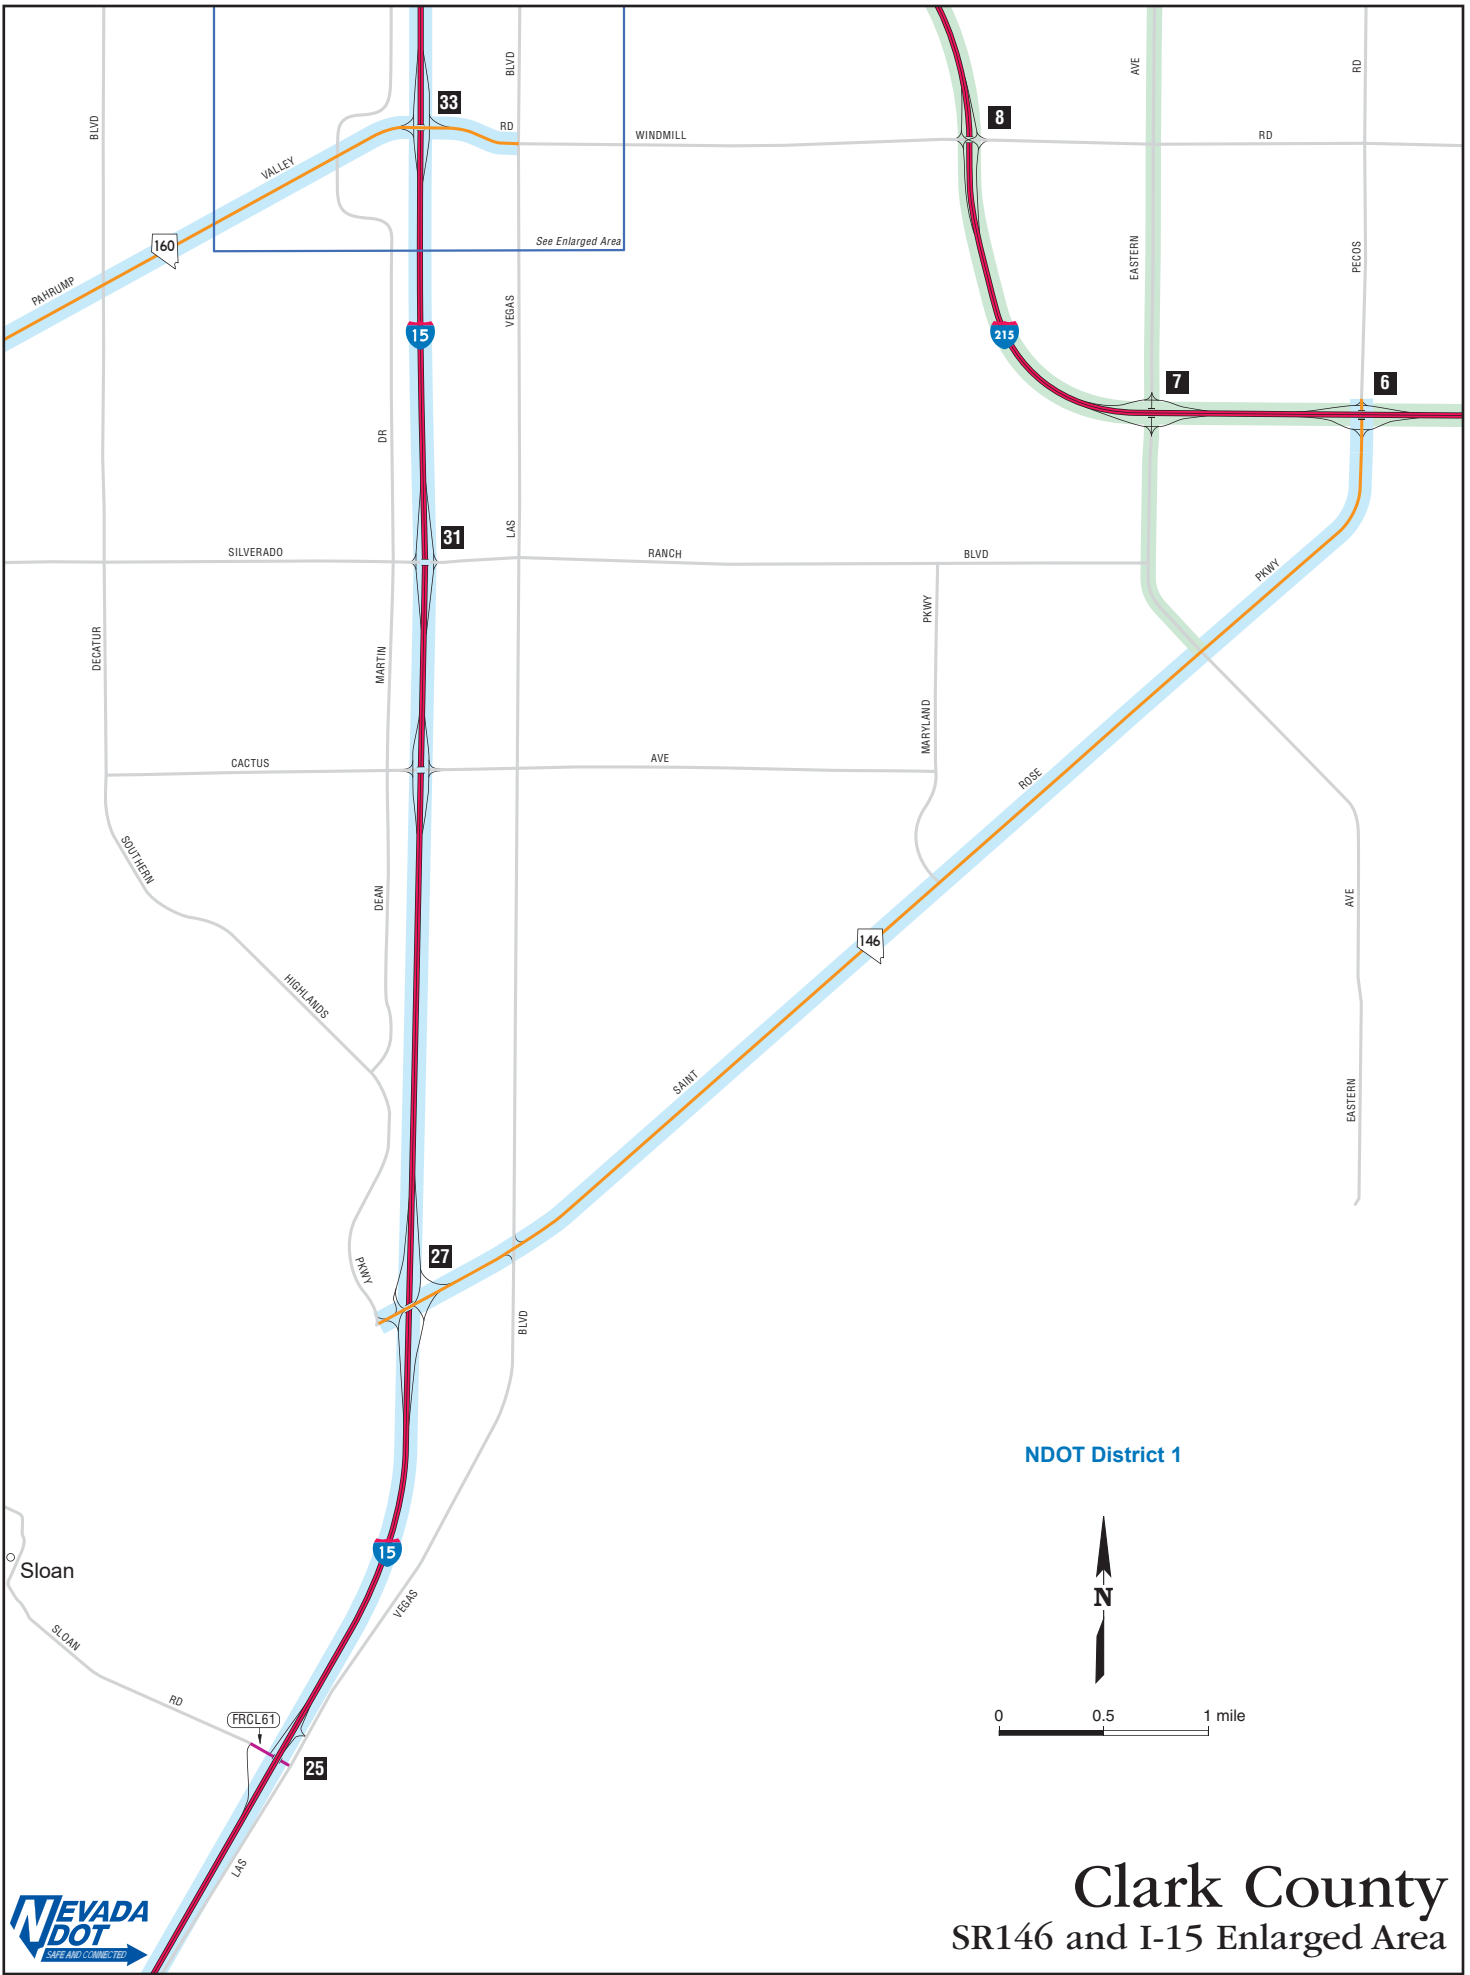 BLVD
BLVD
AVE
RD
33
8
RD
WINDMILL
RD
VALLEY
160
See Enlarged Area
EASTERN
PECOS
PAHRUMP
VEGAS
15
215
7
6
DR
31
LAS
SILVERADO
RANCH
BLVD
PKWY
PKWY
DECATUR
MARTIN
MARYLAND
CACTUS
AVE
ROSE
SOUTHERN
DEAN
AVE
146
HIGHLANDS
SAINT
EASTERN
27
PKWY
BLVD
NDOT District 1
15
Sloan
N
VEGAS
SLOAN
RD
FRCL61
0 0.5 1 mile
25
LAS
Clark County
SR146 and I-15 Enlarged Area
NEVADA
DOT
SAFE AND CONNECTED